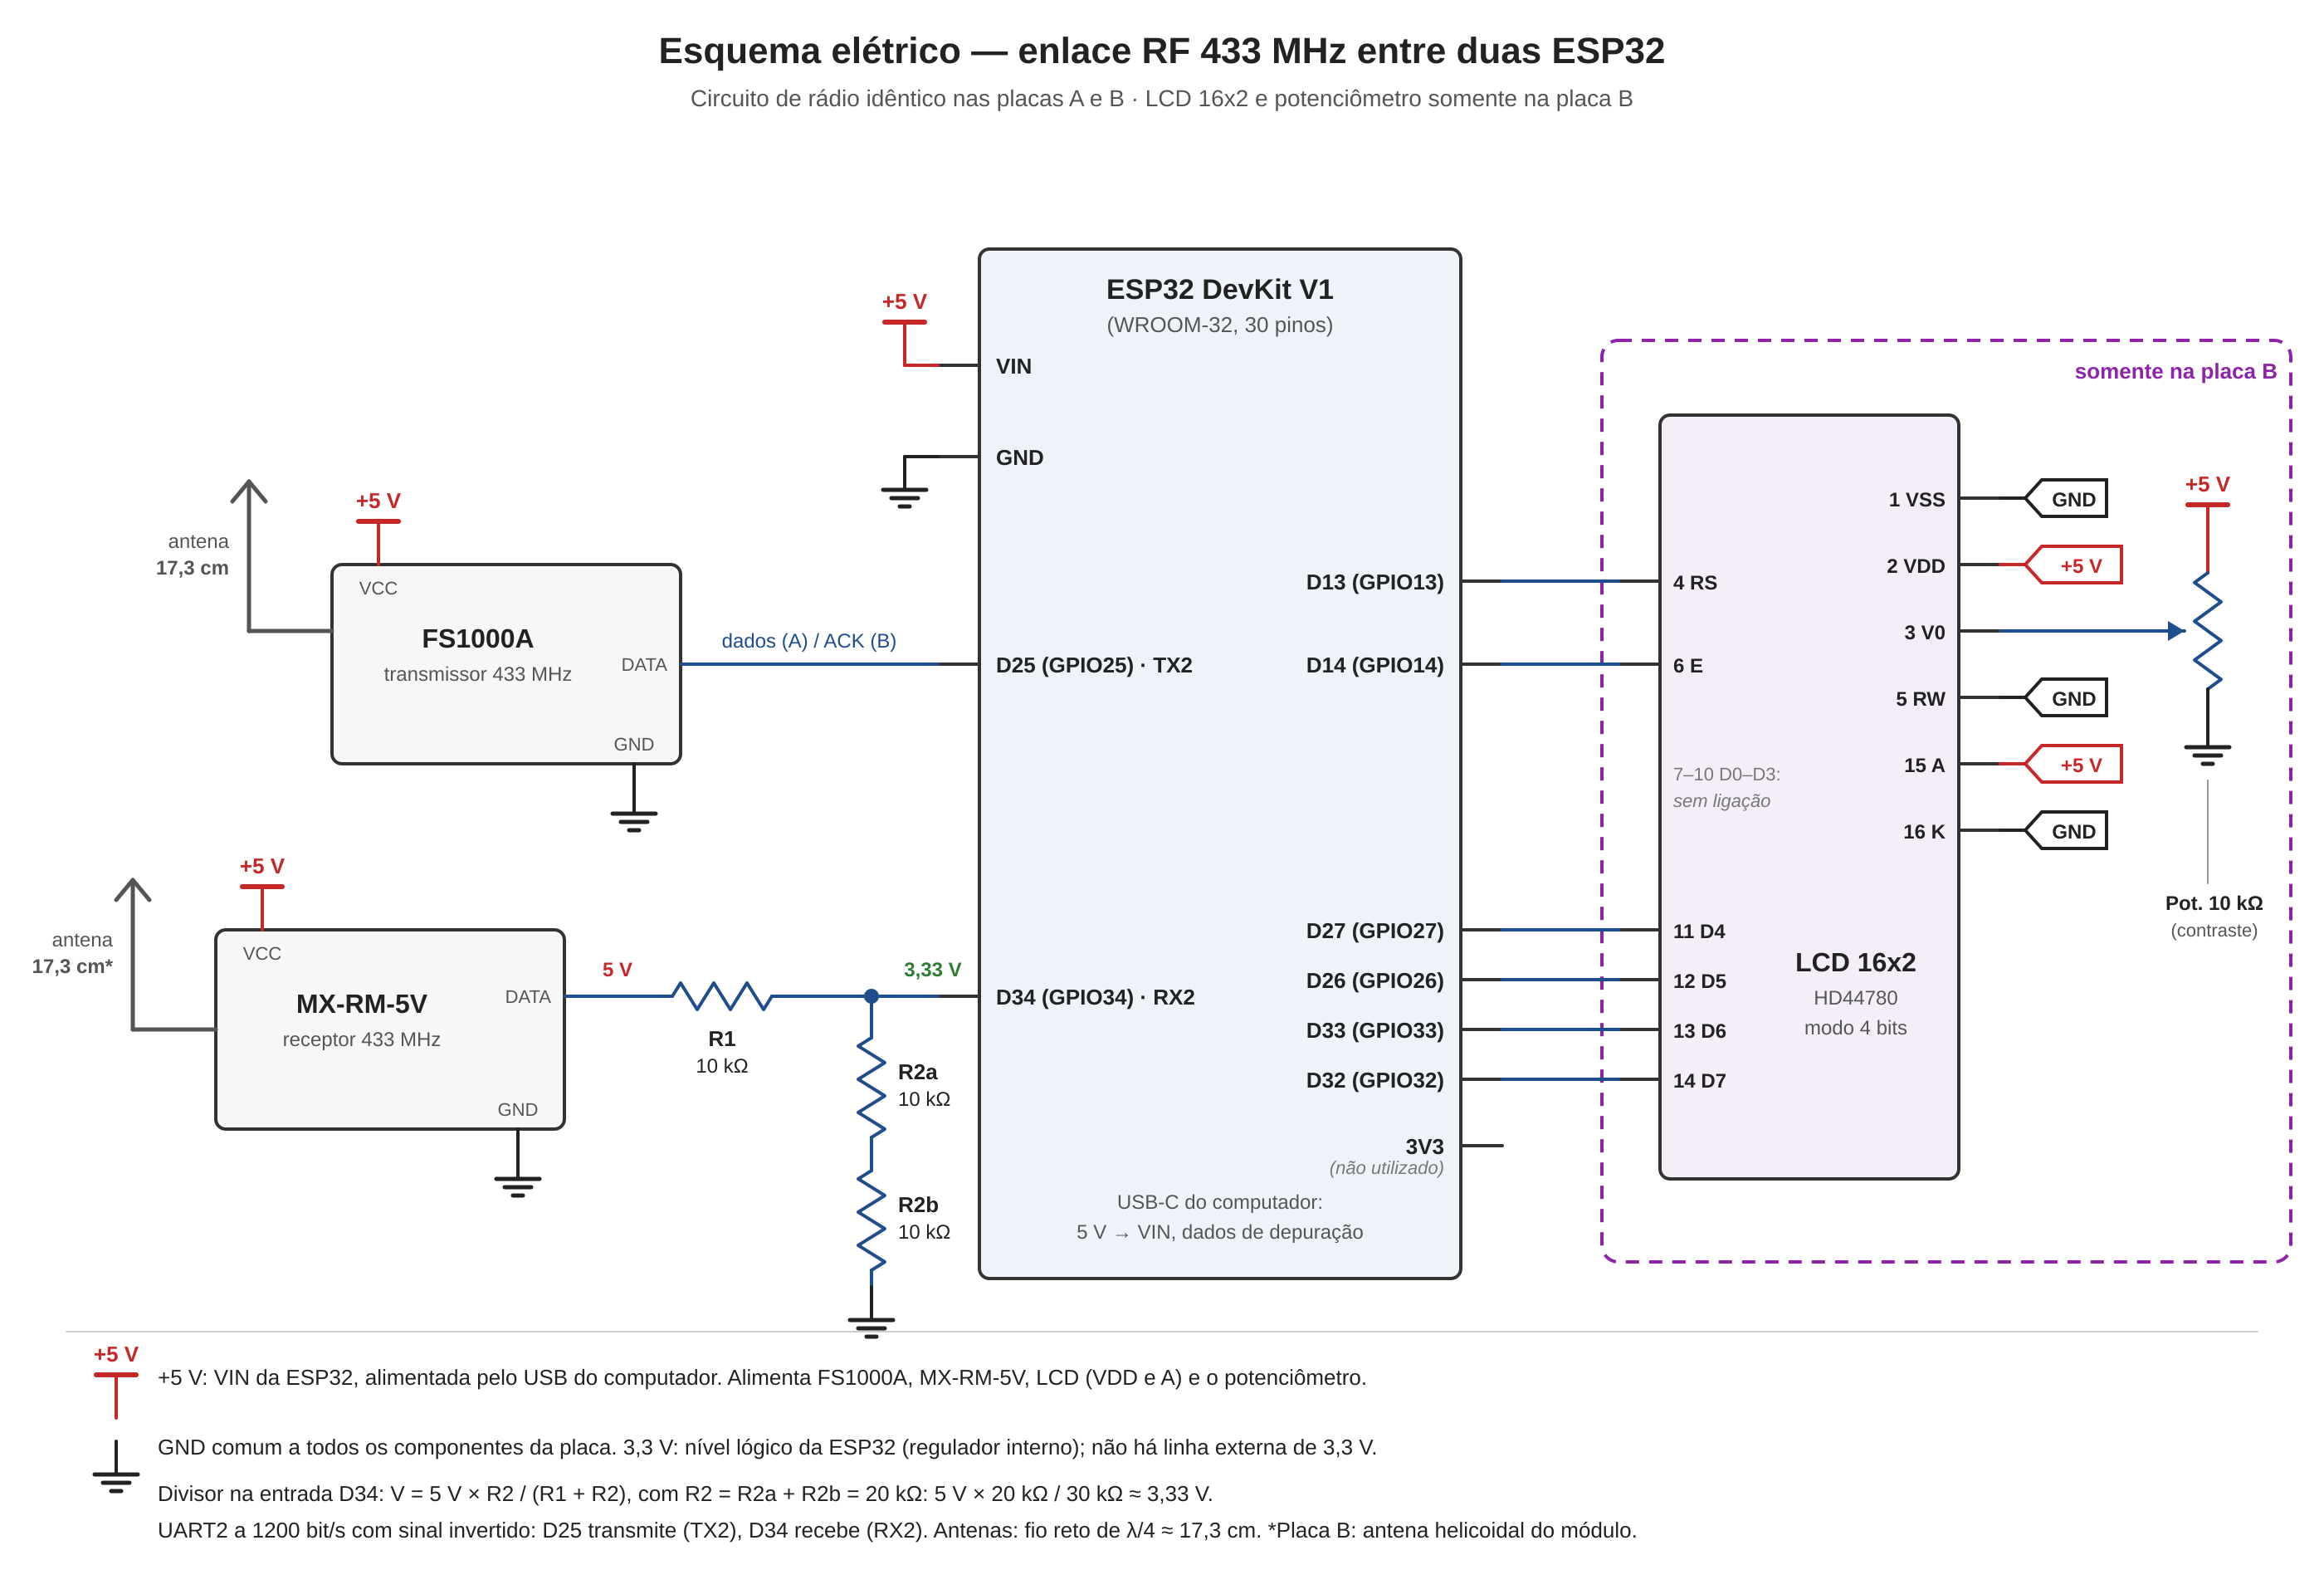 Esquema elétrico — enlace RF 433 MHz entre duas ESP32
Circuito de rádio idêntico nas placas A e B · LCD 16x2 e potenciômetro somente na placa B
antena
17,3 cm
+5 V
VCC
FS1000A
transmissor 433 MHz
DATA
GND
dados (A) / ACK (B)
antena
17,3 cm*
+5 V
VCC
MX-RM-5V
receptor 433 MHz
DATA
GND
5 V
R1
10 kΩ
3,33 V
R2a
10 kΩ
R2b
10 kΩ
+5 V
ESP32 DevKit V1
(WROOM-32, 30 pinos)
VIN
GND
D25 (GPIO25) · TX2
D34 (GPIO34) · RX2
D13 (GPIO13)
D14 (GPIO14)
D27 (GPIO27)
D26 (GPIO26)
D33 (GPIO33)
D32 (GPIO32)
3V3
(não utilizado)
USB-C do computador:
5 V → VIN, dados de depuração
somente na placa B
4 RS
6 E
7–10 D0–D3:
sem ligação
11 D4
12 D5
13 D6
14 D7
LCD 16x2
HD44780
modo 4 bits
1 VSS
GND
2 VDD
+5 V
3 V0
5 RW
GND
15 A
+5 V
16 K
GND
+5 V
Pot. 10 kΩ
(contraste)
+5 V
+5 V: VIN da ESP32, alimentada pelo USB do computador. Alimenta FS1000A, MX-RM-5V, LCD (VDD e A) e o potenciômetro.
GND comum a todos os componentes da placa. 3,3 V: nível lógico da ESP32 (regulador interno); não há linha externa de 3,3 V.
Divisor na entrada D34: V = 5 V × R2 / (R1 + R2), com R2 = R2a + R2b = 20 kΩ: 5 V × 20 kΩ / 30 kΩ ≈ 3,33 V.
UART2 a 1200 bit/s com sinal invertido: D25 transmite (TX2), D34 recebe (RX2). Antenas: fio reto de λ/4 ≈ 17,3 cm. *Placa B: antena helicoidal do módulo.